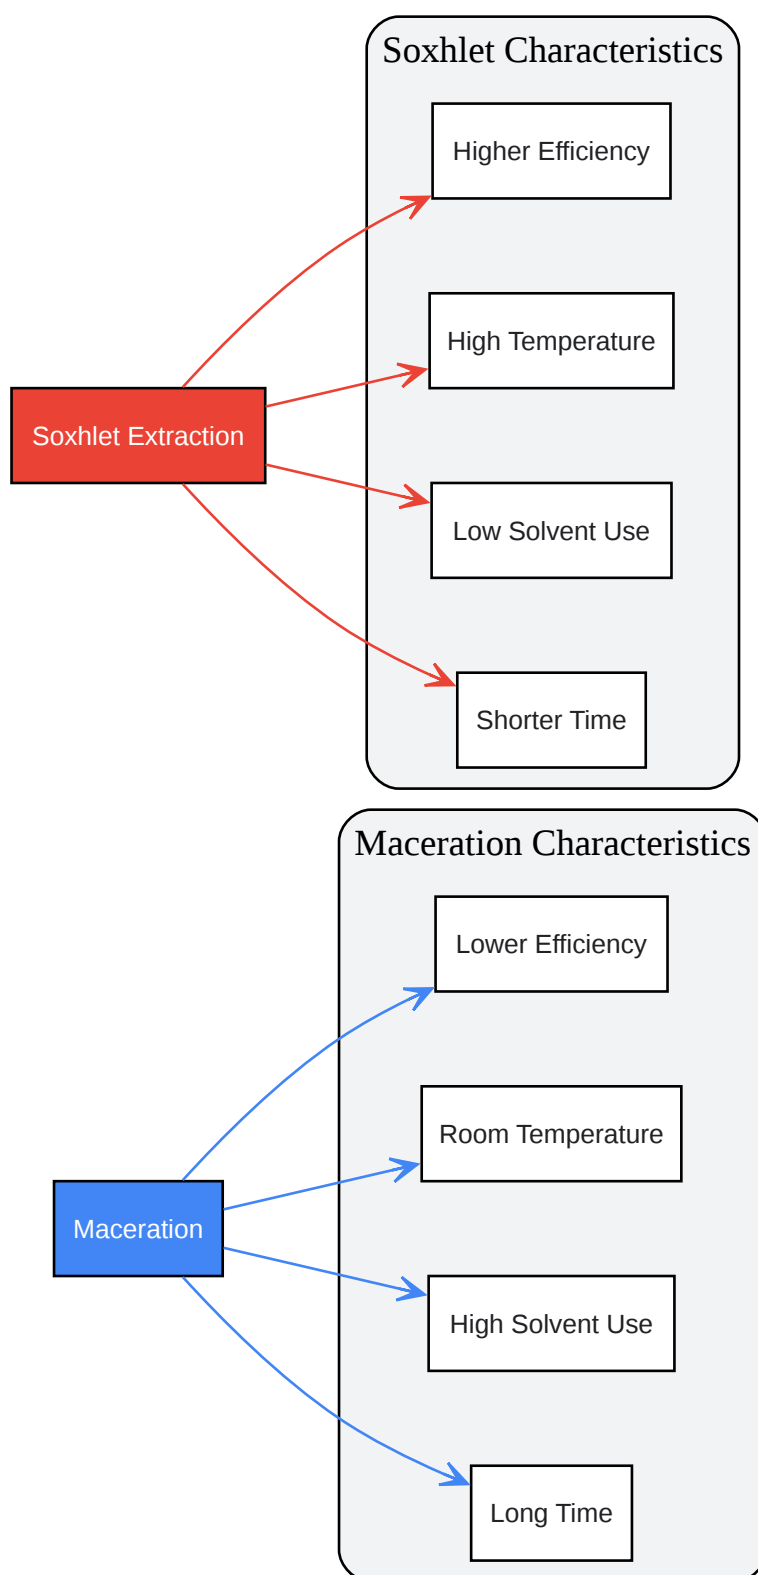 Soxhlet Characteristics
Higher Efficiency
High Temperature
Soxhlet Extraction
Low Solvent Use
Shorter Time
Maceration Characteristics
Lower Efficiency
Room Temperature
Maceration
High Solvent Use
Long Time